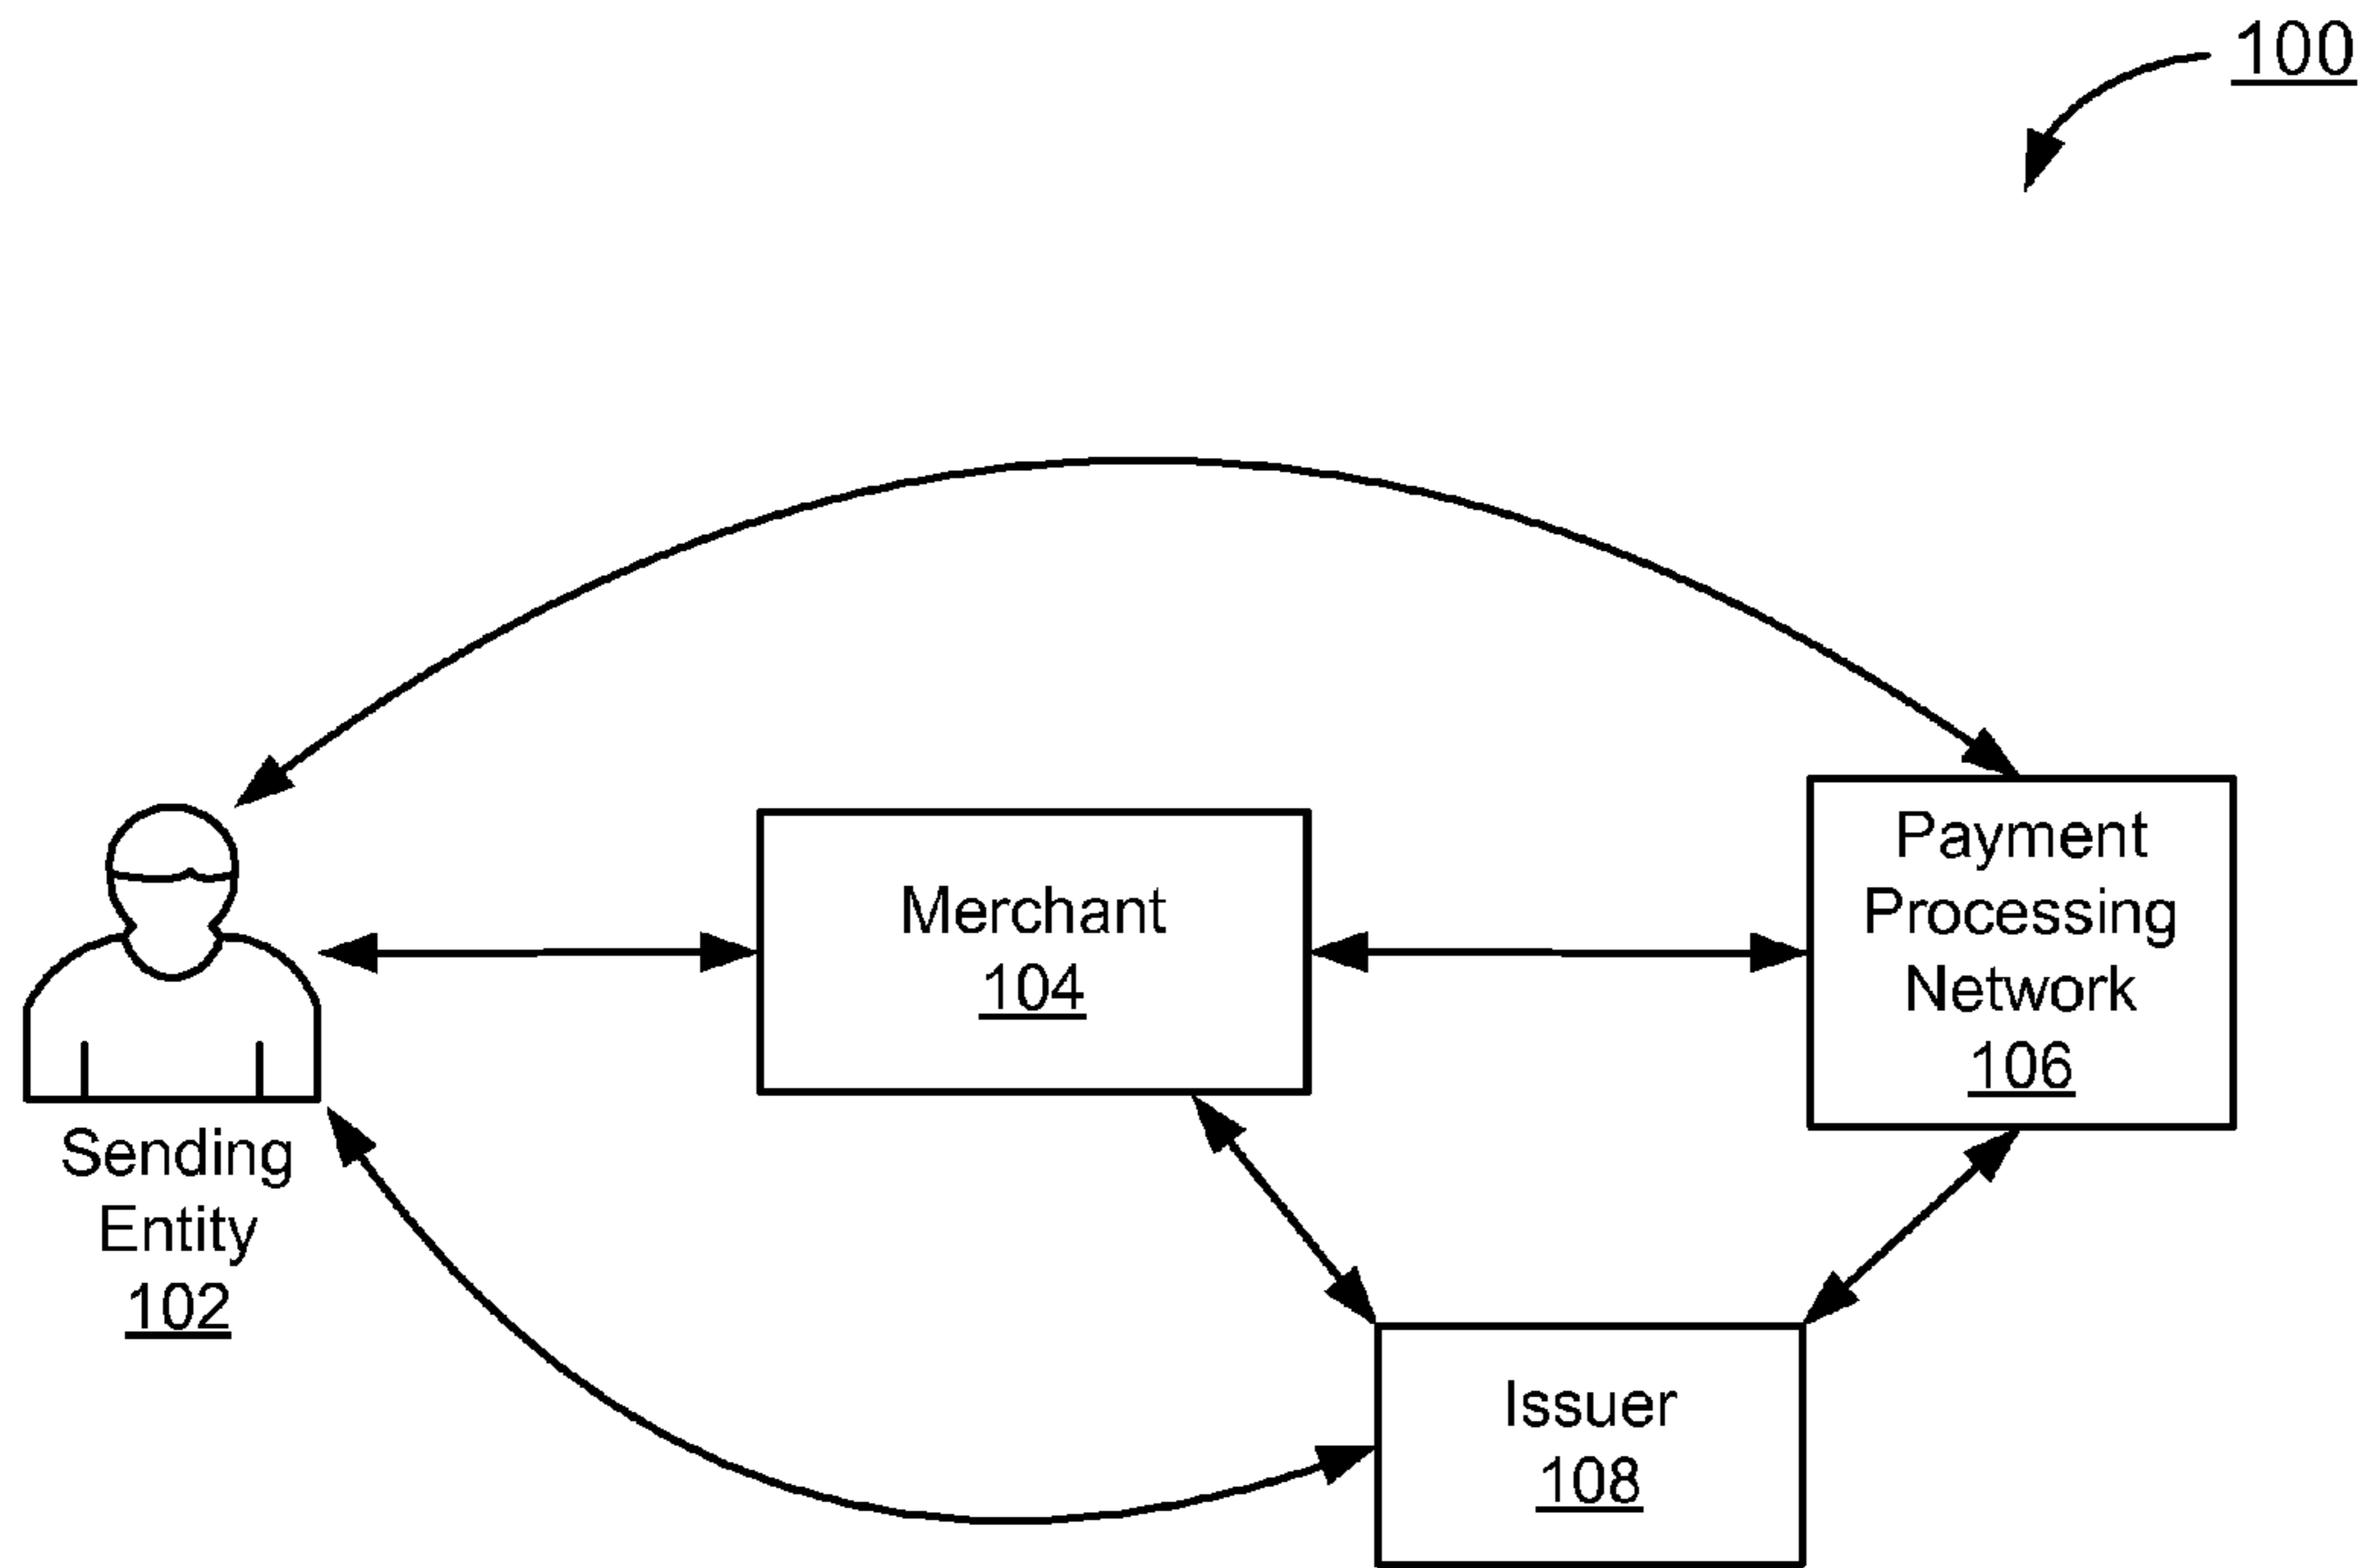 100
Merchant
104
Payment
Processing
Network
106
Sending
Entity
102
Issuer
108